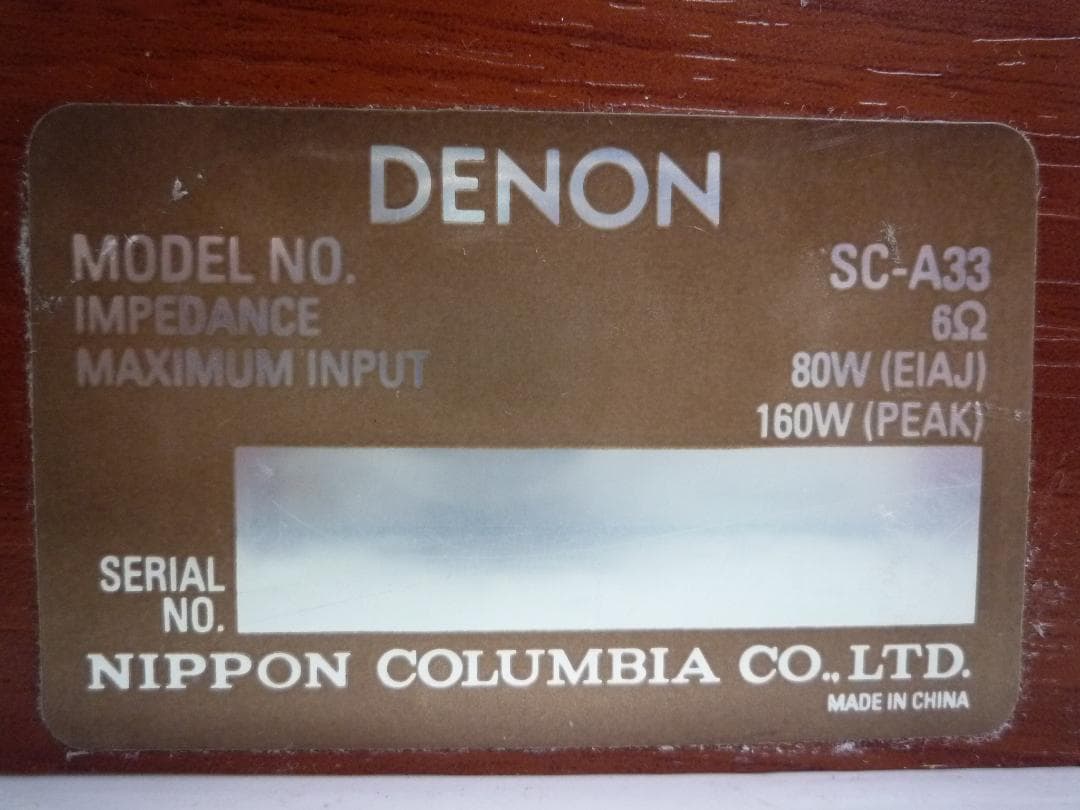 DENON
MODEL NO. SC-A33
IMPEDANCE 6Ω
MAXIMUM INPUT 80W (EIAJ)
160W (PEAK)
SERIAL
NO.
NIPPON COLUMBIA CO., LTD.
MADE IN CHINA